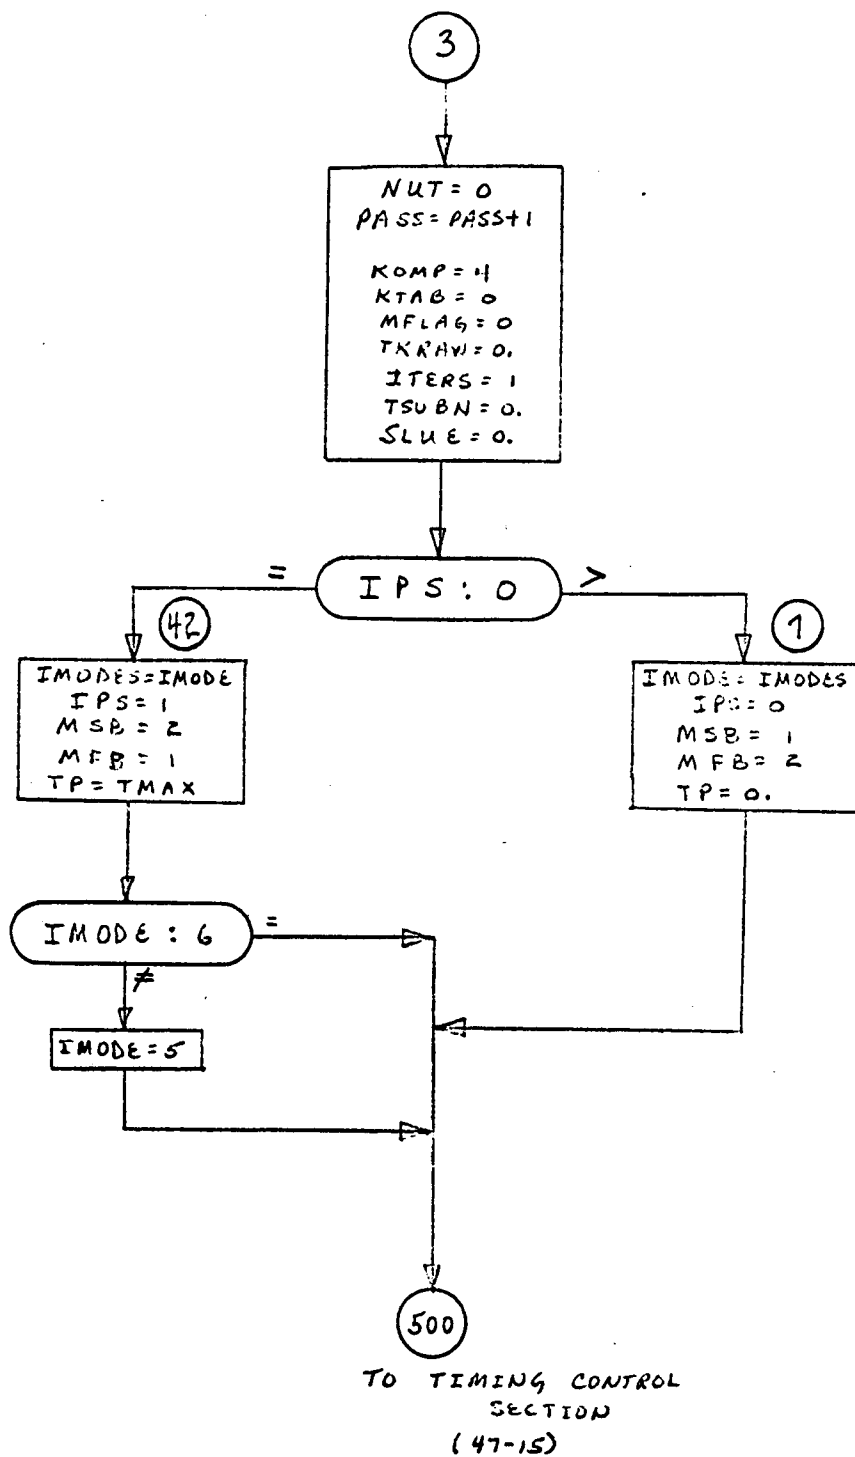 3
NUT = 0
PASS = PASS+1
KOMP = 4
KTAB = 0
MFLAG = 0
TKRAW = 0.
ITERS = 1
TSUBN = 0.
SLUE = 0.
=
IPS : 0
>
42
IMODES=IMODE
IPS = 1
MSB = 2
MFB = 1
TP = TMAX
1
IMODE = IMODES
IPS = 0
MSB = 1
MFB = 2
TP = 0.
IMODE : 6
=
≠
IMODE = 5
500
TO TIMING CONTROL
SECTION
(47-15)